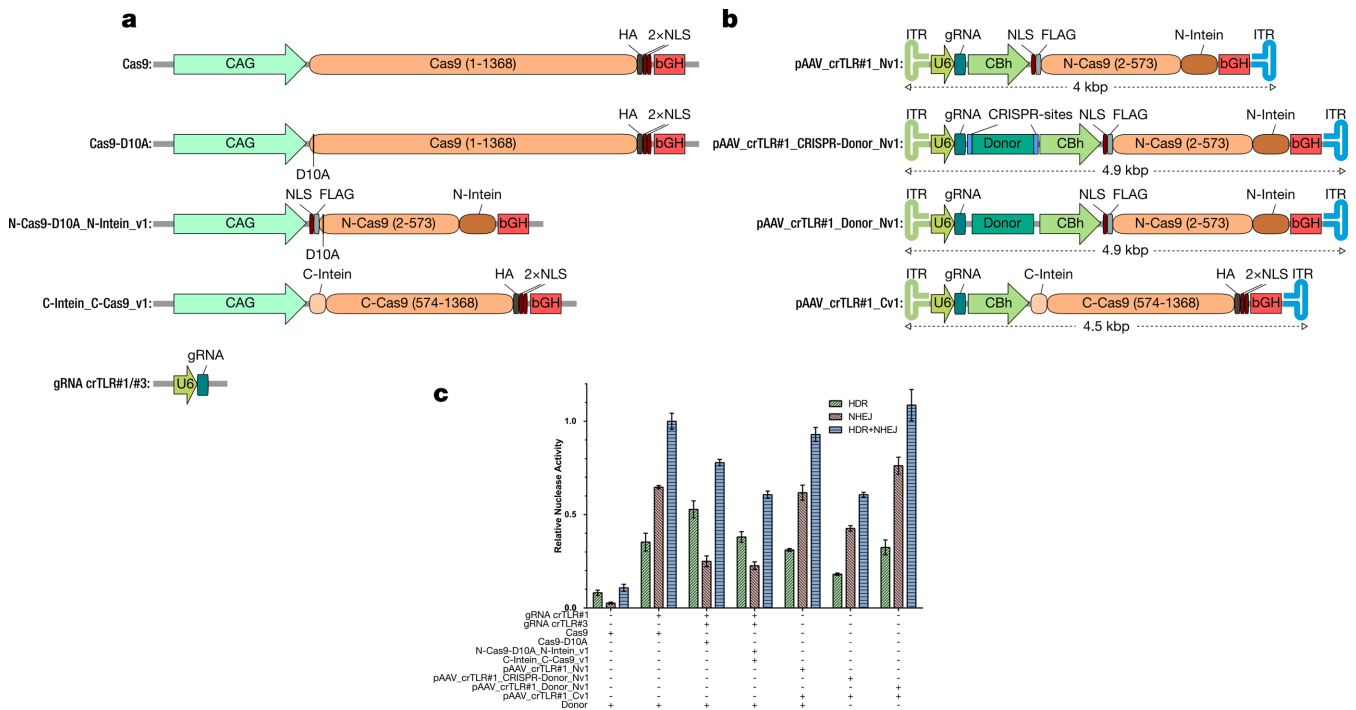 a
HA 2×NLS
Cas9: CAG Cas9 (1-1368) bGH
HA 2×NLS
Cas9-D10A: CAG Cas9 (1-1368) bGH
D10A
NLS FLAG N-Intein
N-Cas9-D10A_N-Intein_v1: CAG N-Cas9 (2-573) bGH
D10A
C-Intein HA 2×NLS
C-Intein_C-Cas9_v1: CAG C-Cas9 (574-1368) bGH
gRNA
gRNA crTLR#1/#3: U6
b
ITR gRNA NLS FLAG N-Intein ITR
pAAV_crTLR#1_Nv1: U6 CBh N-Cas9 (2-573) bGH
4 kbp
ITR gRNA CRISPR-sites NLS FLAG N-Intein ITR
pAAV_crTLR#1_CRISPR-Donor_Nv1: U6 Donor CBh N-Cas9 (2-573) bGH
4.9 kbp
ITR gRNA NLS FLAG N-Intein ITR
pAAV_crTLR#1_Donor_Nv1: U6 Donor CBh N-Cas9 (2-573) bGH
4.9 kbp
ITR gRNA C-Intein HA 2×NLS ITR
pAAV_crTLR#1_Cv1: U6 CBh C-Cas9 (574-1368) bGH
4.5 kbp
c
Relative Nuclease Activity
1.0
0.5
0.0
HDR
NHEJ
HDR+NHEJ
gRNA crTLR#1 - + + + - - -
gRNA crTLR#3 - - + + - - -
Cas9 + + - - - - -
Cas9-D10A - - + - - - -
N-Cas9-D10A_N-Intein_v1 - - - + - - -
C-Intein_C-Cas9_v1 - - - + - - -
pAAV_crTLR#1_Nv1 - - - - + - -
pAAV_crTLR#1_CRISPR-Donor_Nv1 - - - - - + -
pAAV_crTLR#1_Donor_Nv1 - - - - - - +
pAAV_crTLR#1_Cv1 - - - - + + +
Donor + + + + + - -